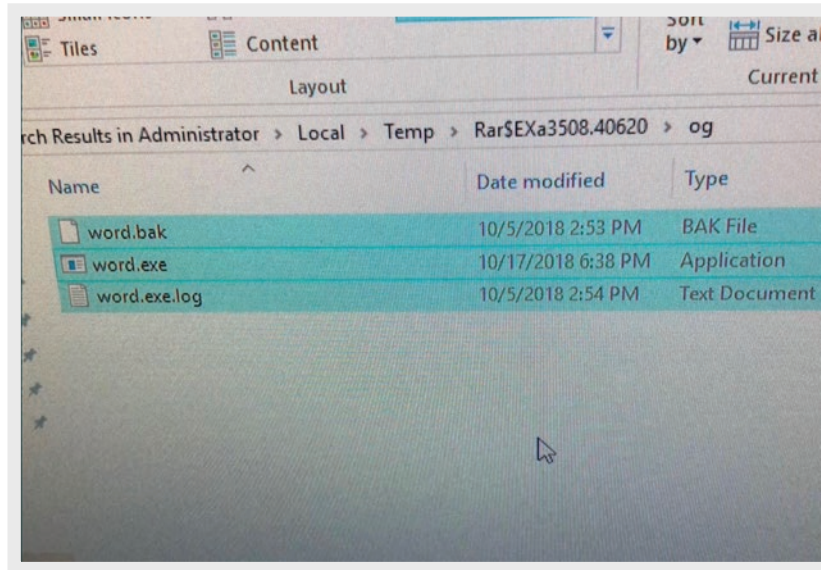 Tiles Content Sort by Size al
Layout Current
rch Results in Administrator > Local > Temp > Rar$EXa3508.40620 > og
Name Date modified Type
word.bak 10/5/2018 2:53 PM BAK File
word.exe 10/17/2018 6:38 PM Application
word.exe.log 10/5/2018 2:54 PM Text Document